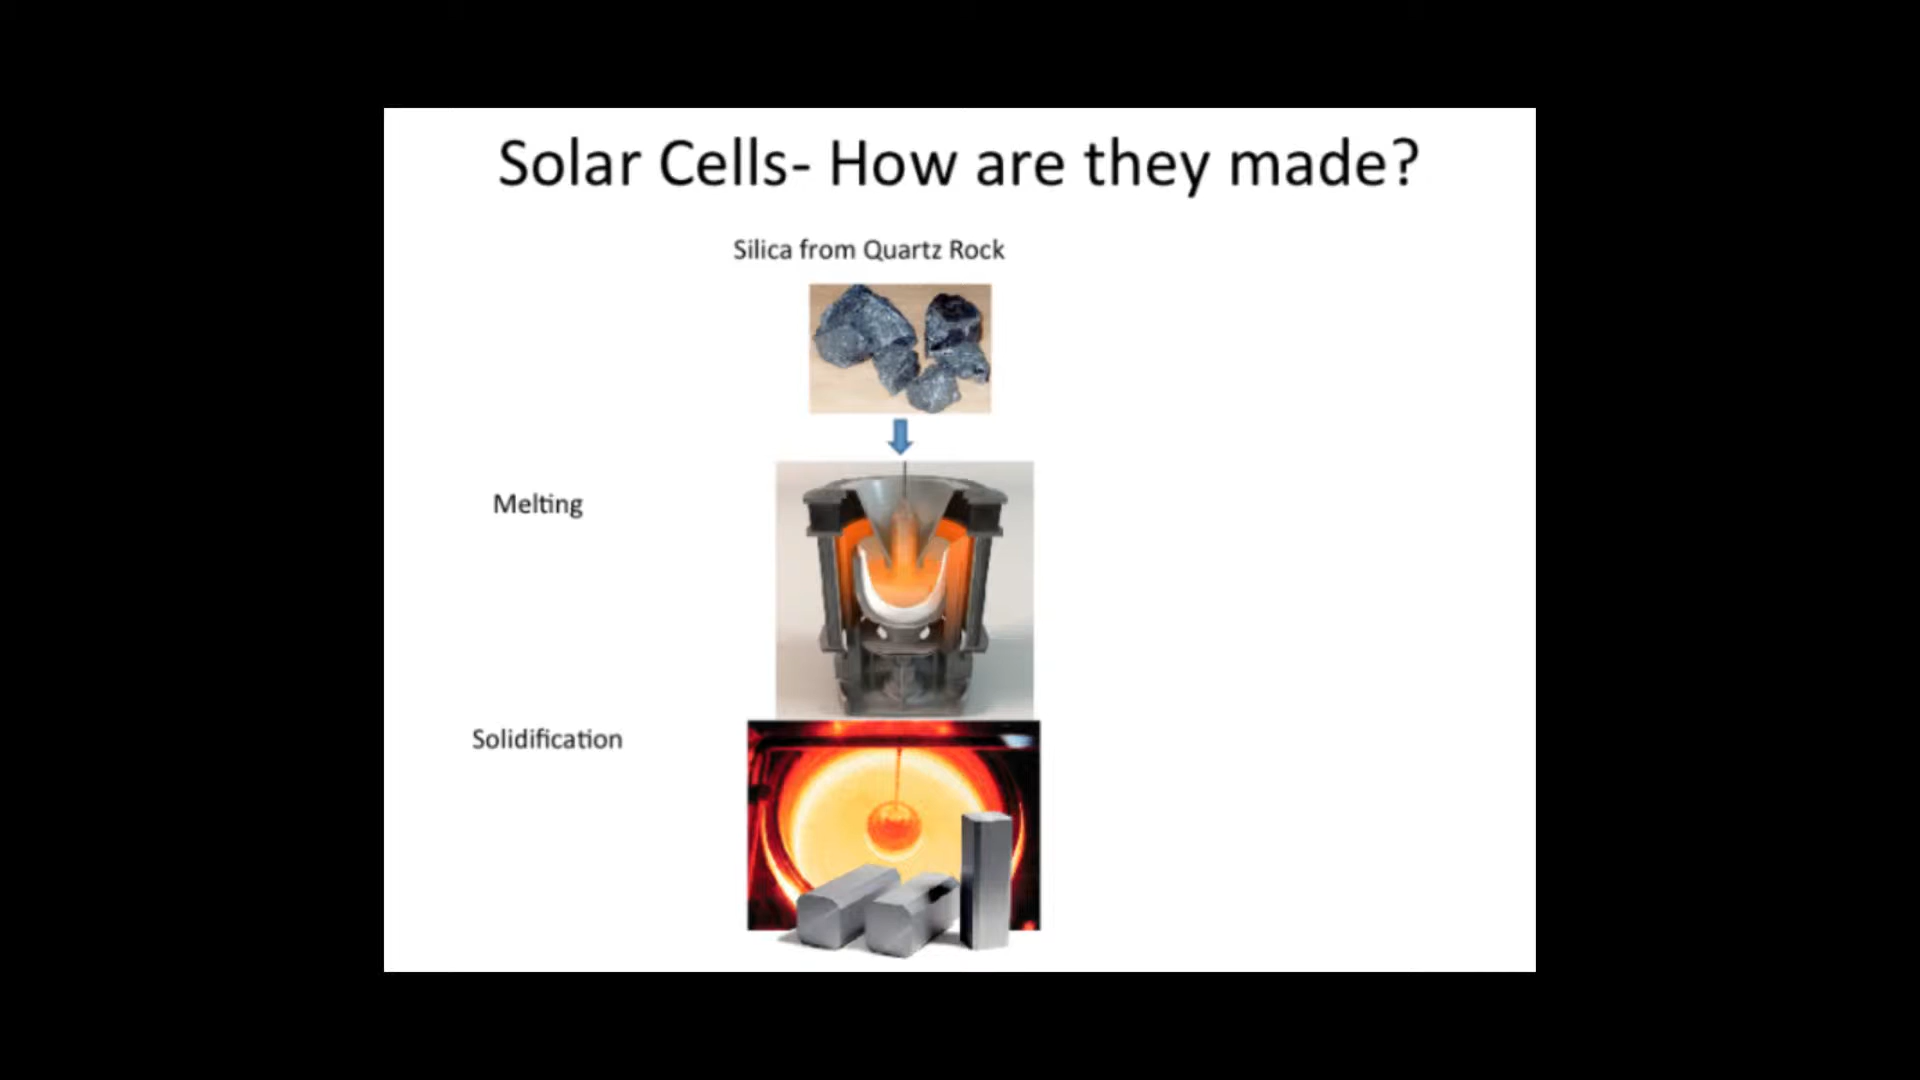 Solar Cells- How are they made?
Silica from Quartz Rock
Melting
Solidification